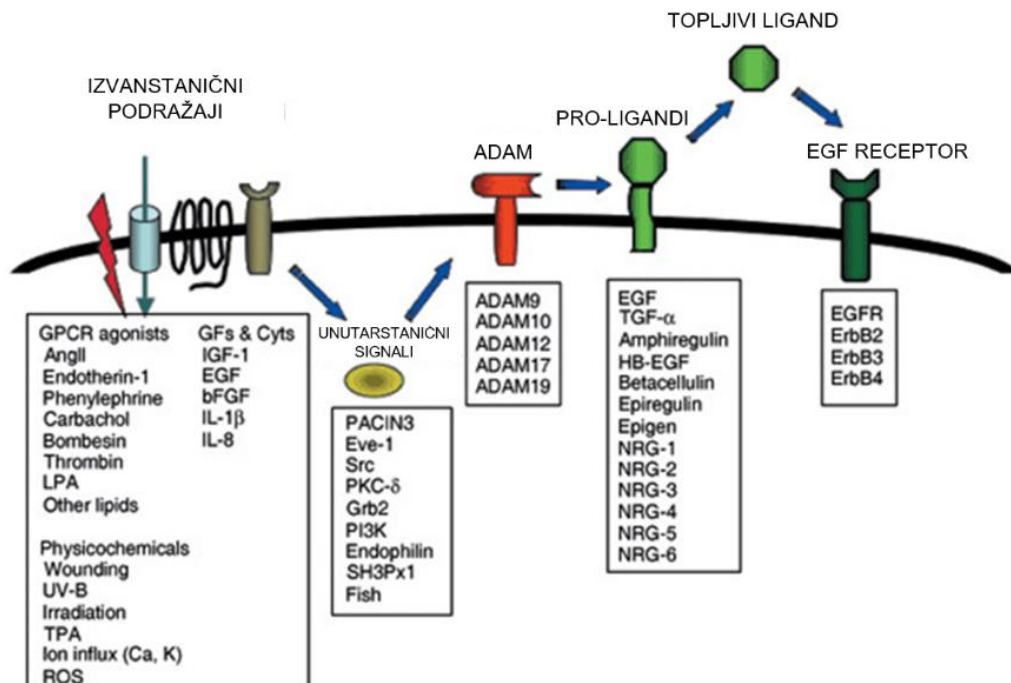 TOPLJIVI LIGAND
IZVANSTANIČNI
PODRAŽAJI
PRO-LIGANDI
ADAM
EGF RECEPTOR
GPCR agonists
AngII
Endotherin-1
Phenylephrine
Carbachol
Bombesin
Thrombin
LPA
Other lipids
Physicochemicals
Wounding
UV-B
Irradiation
TPA
Ion influx (Ca, K)
ROS
GFs & Cyts
IGF-1
EGF
bFGF
IL-1β
IL-8
UNUTARSTANIČNI
SIGNALI
PACIN3
Eve-1
Src
PKC-δ
Grb2
PI3K
Endophilin
SH3Px1
Fish
ADAM9
ADAM10
ADAM12
ADAM17
ADAM19
EGF
TGF-α
Amphiregulin
HB-EGF
Betacellulin
Epiregulin
Epigen
NRG-1
NRG-2
NRG-3
NRG-4
NRG-5
NRG-6
EGFR
ErbB2
ErbB3
ErbB4